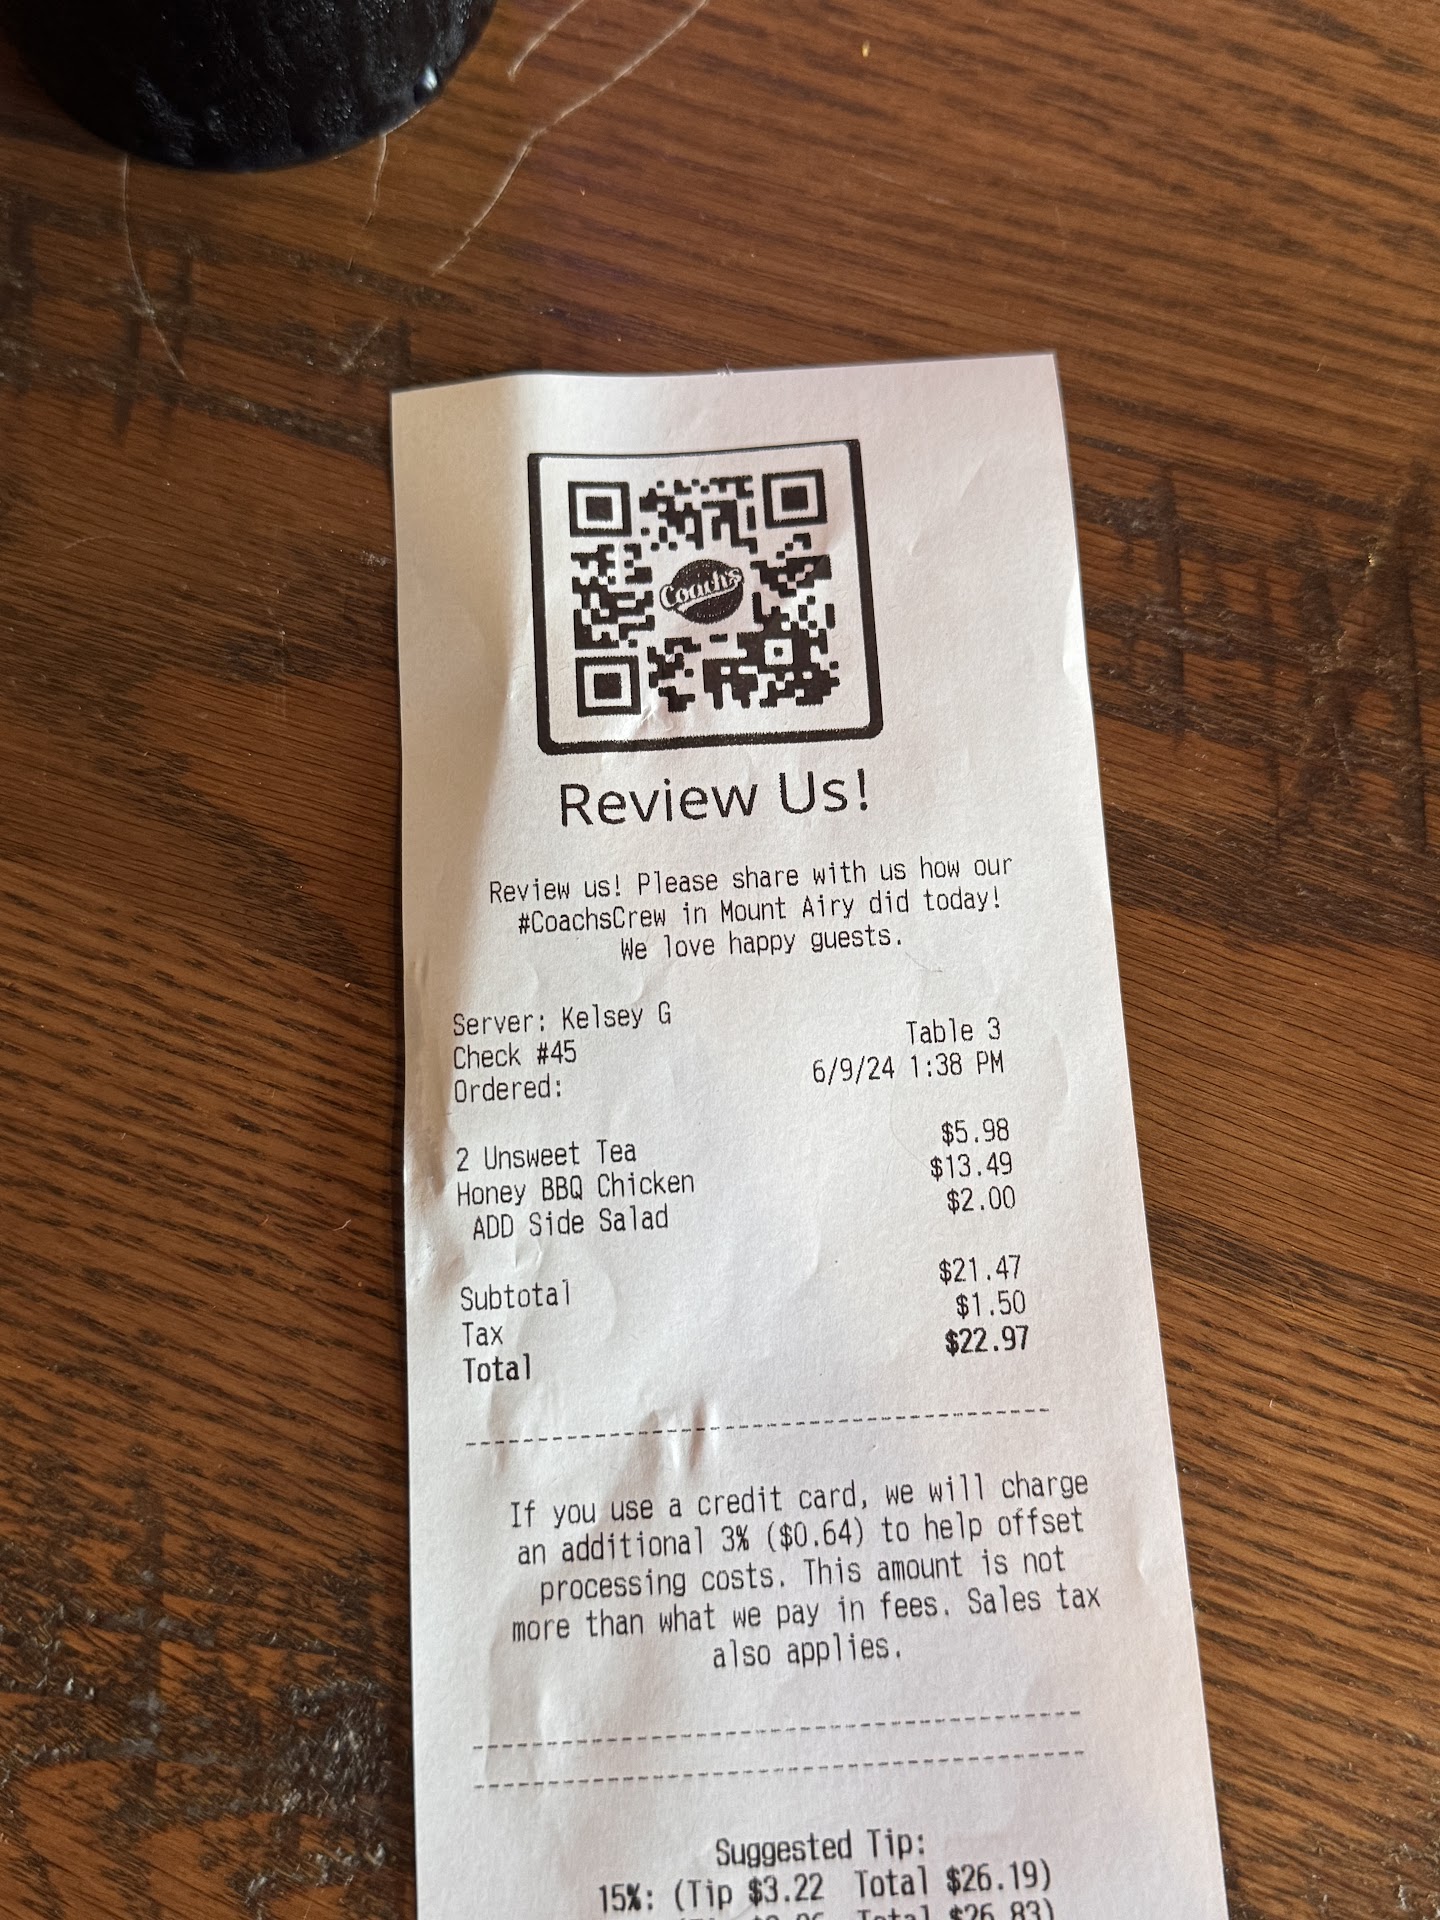 Coach's
Review Us!
Review us! Please share with us how our
#CoachsCrew in Mount Airy did today!
We love happy guests.
Server: Kelsey G
Check #45 Table 3
Ordered: 6/9/24 1:38 PM
2 Unsweet Tea $5.98
Honey BBQ Chicken $13.49
ADD Side Salad $2.00
Subtotal $21.47
Tax $1.50
Total $22.97
If you use a credit card, we will charge
an additional 3% ($0.64) to help offset
processing costs. This amount is not
more than what we pay in fees. Sales tax
also applies.
Suggested Tip:
15%: (Tip $3.22 Total $26.19)
Total $26.83)